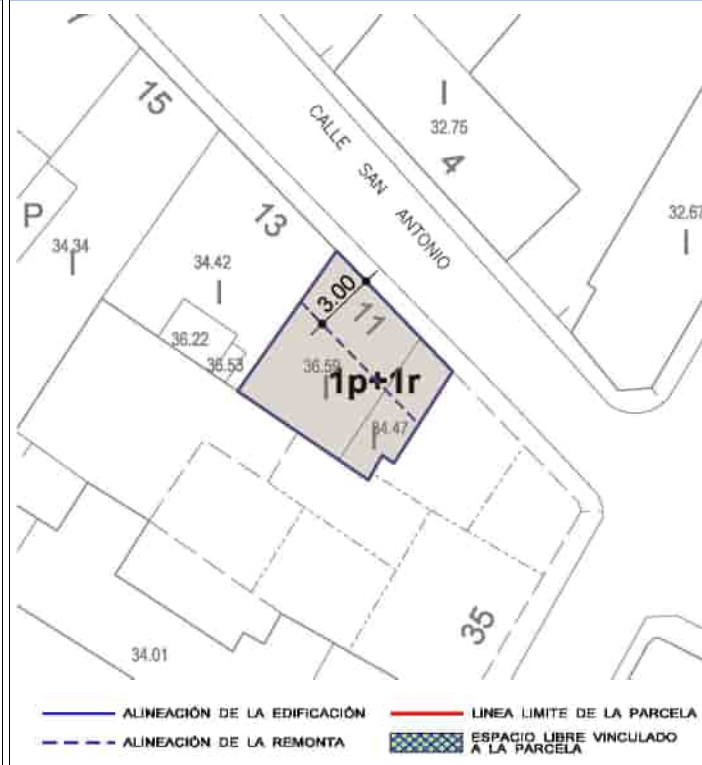 15
I
32.75
4
CALLE SAN ANTONIO
P
34.34
I
13
34.42
I
32.67
I
3.00
11
36.22
36.53
36.59
I
1p+1r
34.47
I
35
34.01
ALINEACIÓN DE LA EDIFICACIÓN
LINEA LIMITE DE LA PARCELA
ALINEACIÓN DE LA REMONTA
ESPACIO LIBRE VINCULADO
A LA PARCELA